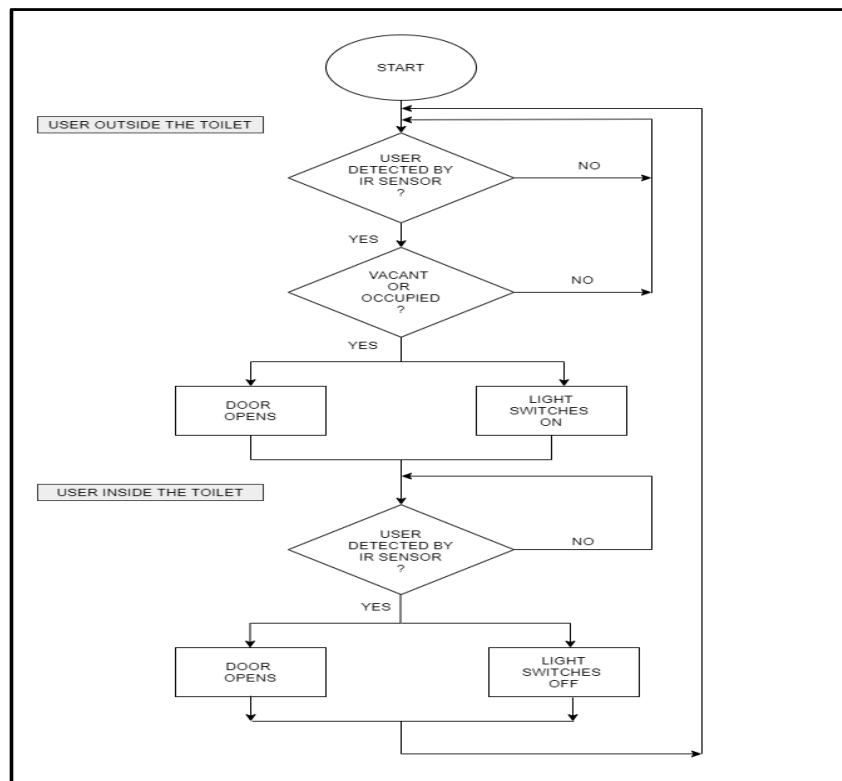 START
USER OUTSIDE THE TOILET
USER
DETECTED BY
IR SENSOR
?
NO
YES
VACANT
OR
OCCUPIED
?
NO
YES
DOOR
OPENS
LIGHT
SWITCHES
ON
USER INSIDE THE TOILET
USER
DETECTED BY
IR SENSOR
?
NO
YES
DOOR
OPENS
LIGHT
SWITCHES
OFF